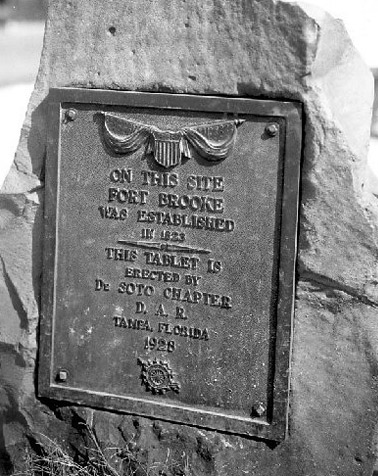 ON THIS SITE
FORT BROOKE
WAS ESTABLISHED
IN 1823
THIS TABLET IS
ERECTED BY
De SOTO CHAPTER
D. A. R.
TAMPA, FLORIDA
1928